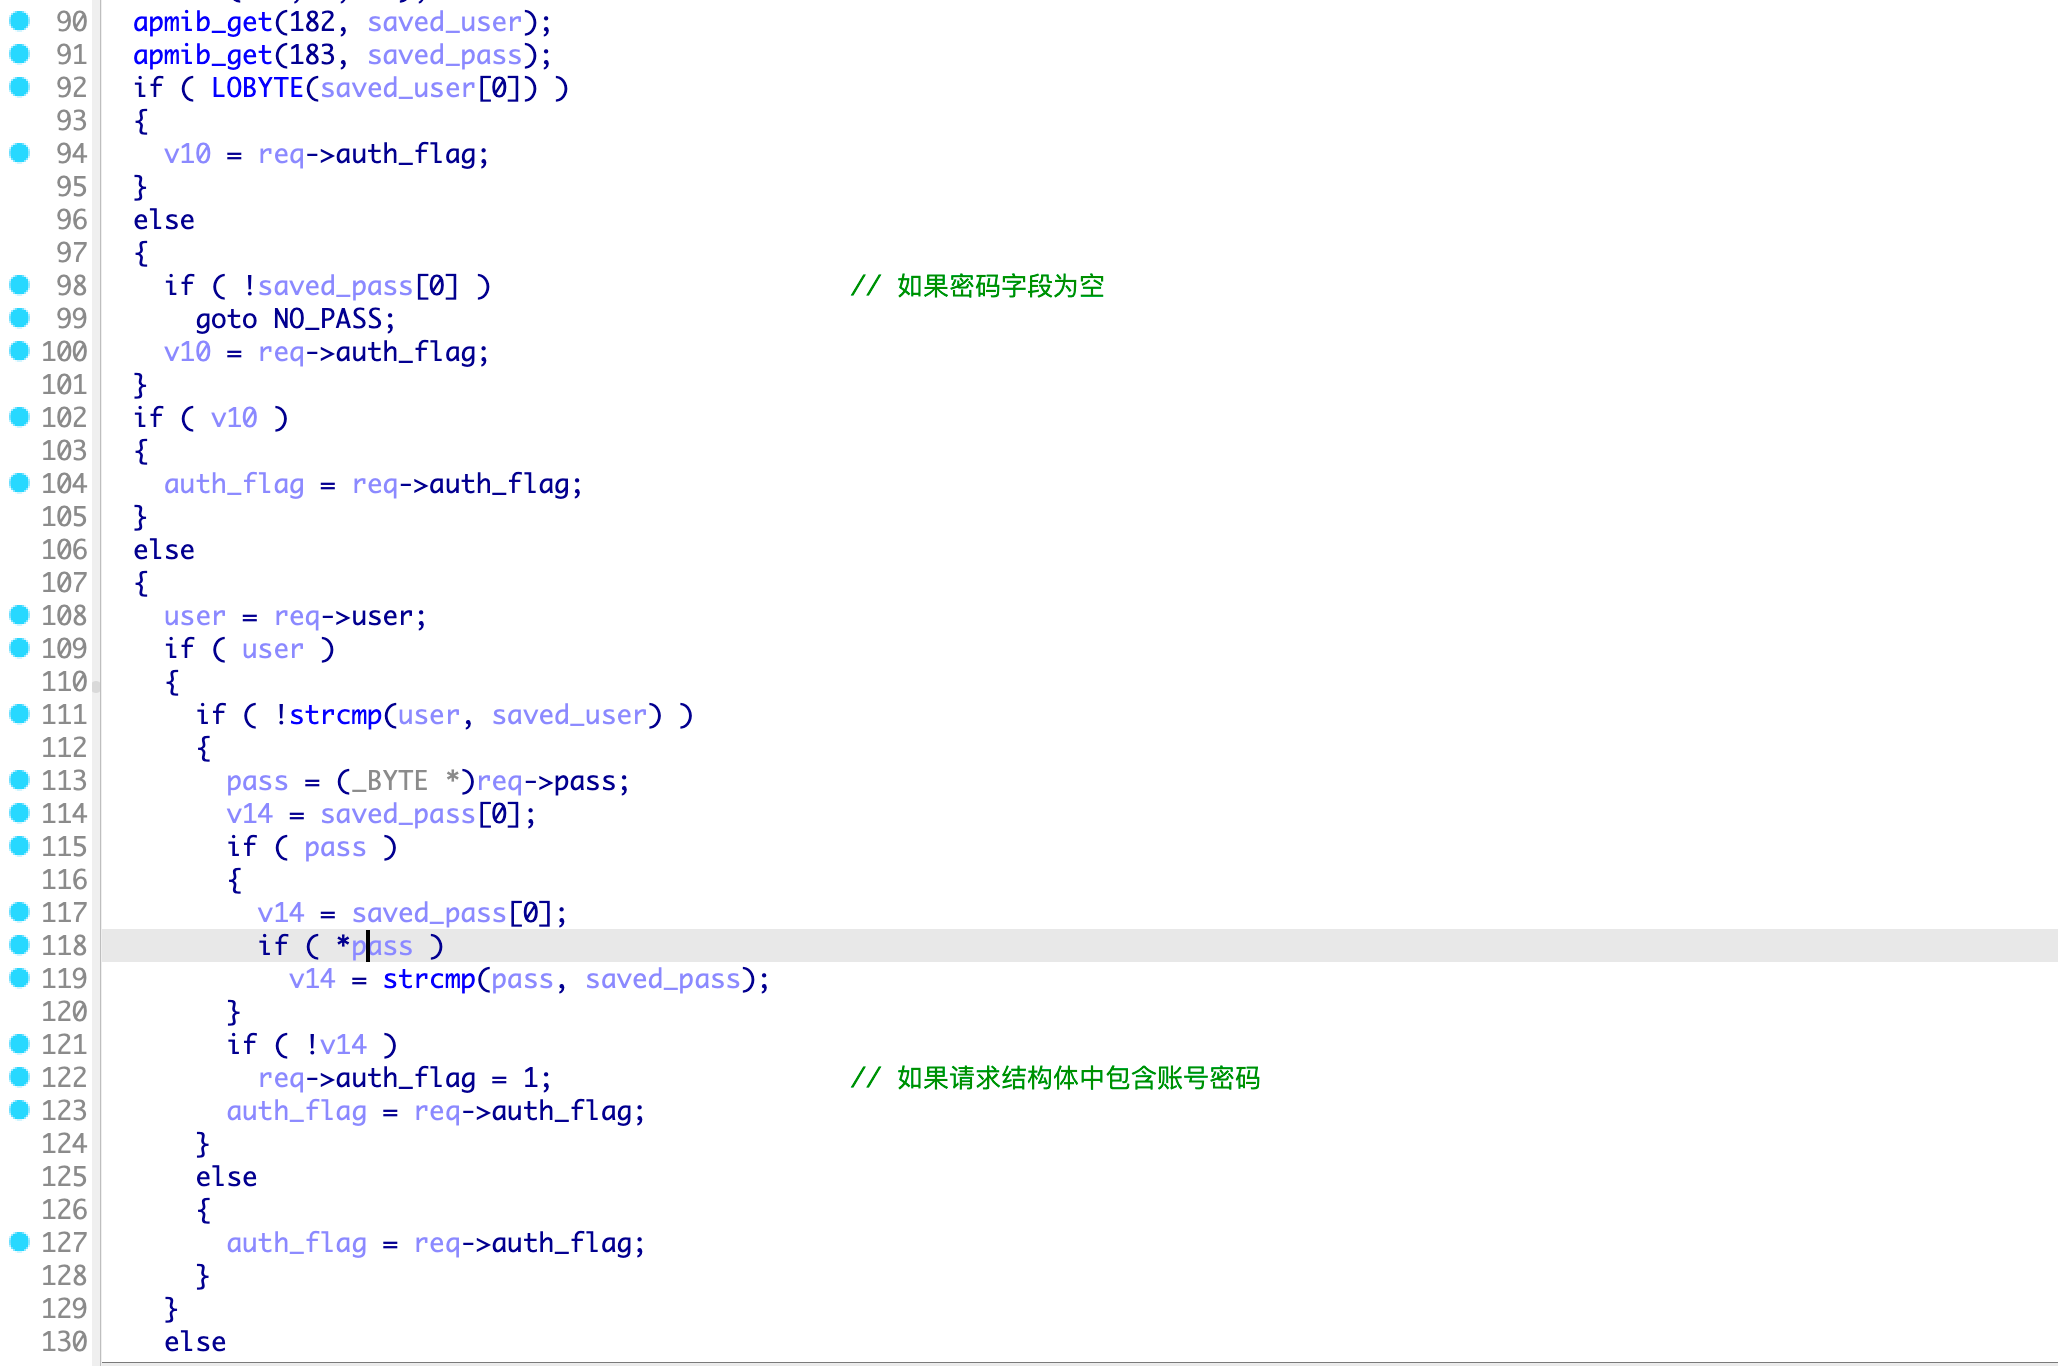 90 apmib_get(182, saved_user);
91 apmib_get(183, saved_pass);
92 if ( LOBYTE(saved_user[0]) )
93 {
94 v10 = req->auth_flag;
95 }
96 else
97 {
98 if ( !saved_pass[0] ) // 如果密码字段为空
99 goto NO_PASS;
100 v10 = req->auth_flag;
101 }
102 if ( v10 )
103 {
104 auth_flag = req->auth_flag;
105 }
106 else
107 {
108 user = req->user;
109 if ( user )
110 {
111 if ( !strcmp(user, saved_user) )
112 {
113 pass = (_BYTE *)req->pass;
114 v14 = saved_pass[0];
115 if ( pass )
116 {
117 v14 = saved_pass[0];
118 if ( *pass )
119 v14 = strcmp(pass, saved_pass);
120 }
121 if ( !v14 )
122 req->auth_flag = 1; // 如果请求结构体中包含账号密码
123 auth_flag = req->auth_flag;
124 }
125 else
126 {
127 auth_flag = req->auth_flag;
128 }
129 }
130 else